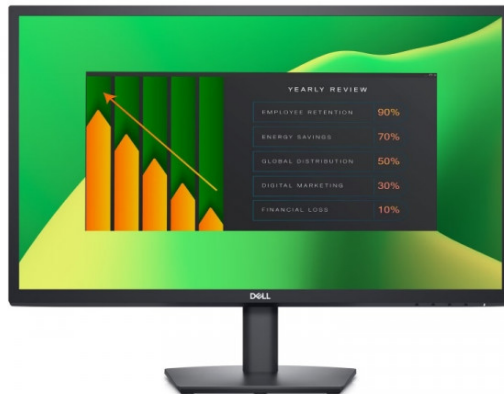 YEARLY REVIEW
EMPLOYEE RETENTION 90%
ENERGY SAVINGS 70%
GLOBAL DISTRIBUTION 50%
DIGITAL MARKETING 30%
FINANCIAL LOSS 10%
DELL